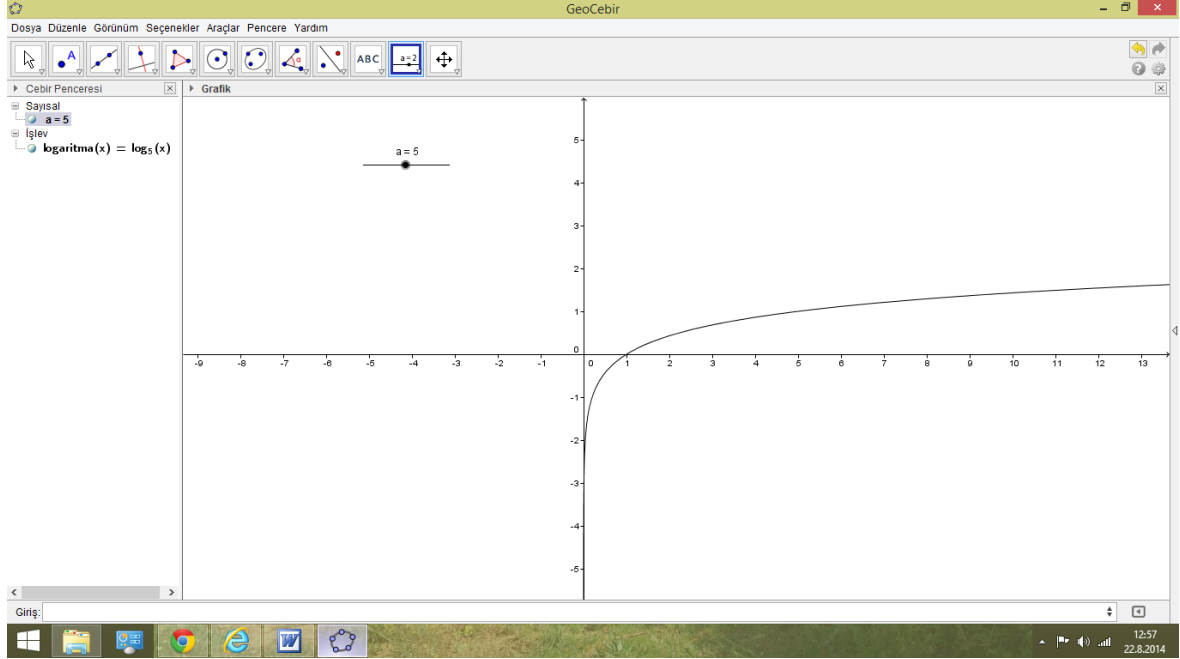 GeoCebir
Dosya Düzenle Görünüm Seçenekler Araçlar Pencere Yardım
A α ABC a=2
Cebir Penceresi
Grafik
Sayısal
a = 5
İşlev
logaritma(x) = log₅(x)
a = 5
5
4
3
2
1
0
-9 -8 -7 -6 -5 -4 -3 -2 -1 0 1 2 3 4 5 6 7 8 9 10 11 12 13
-1
-2
-3
-4
-5
Giriş:
12:57
22.8.2014